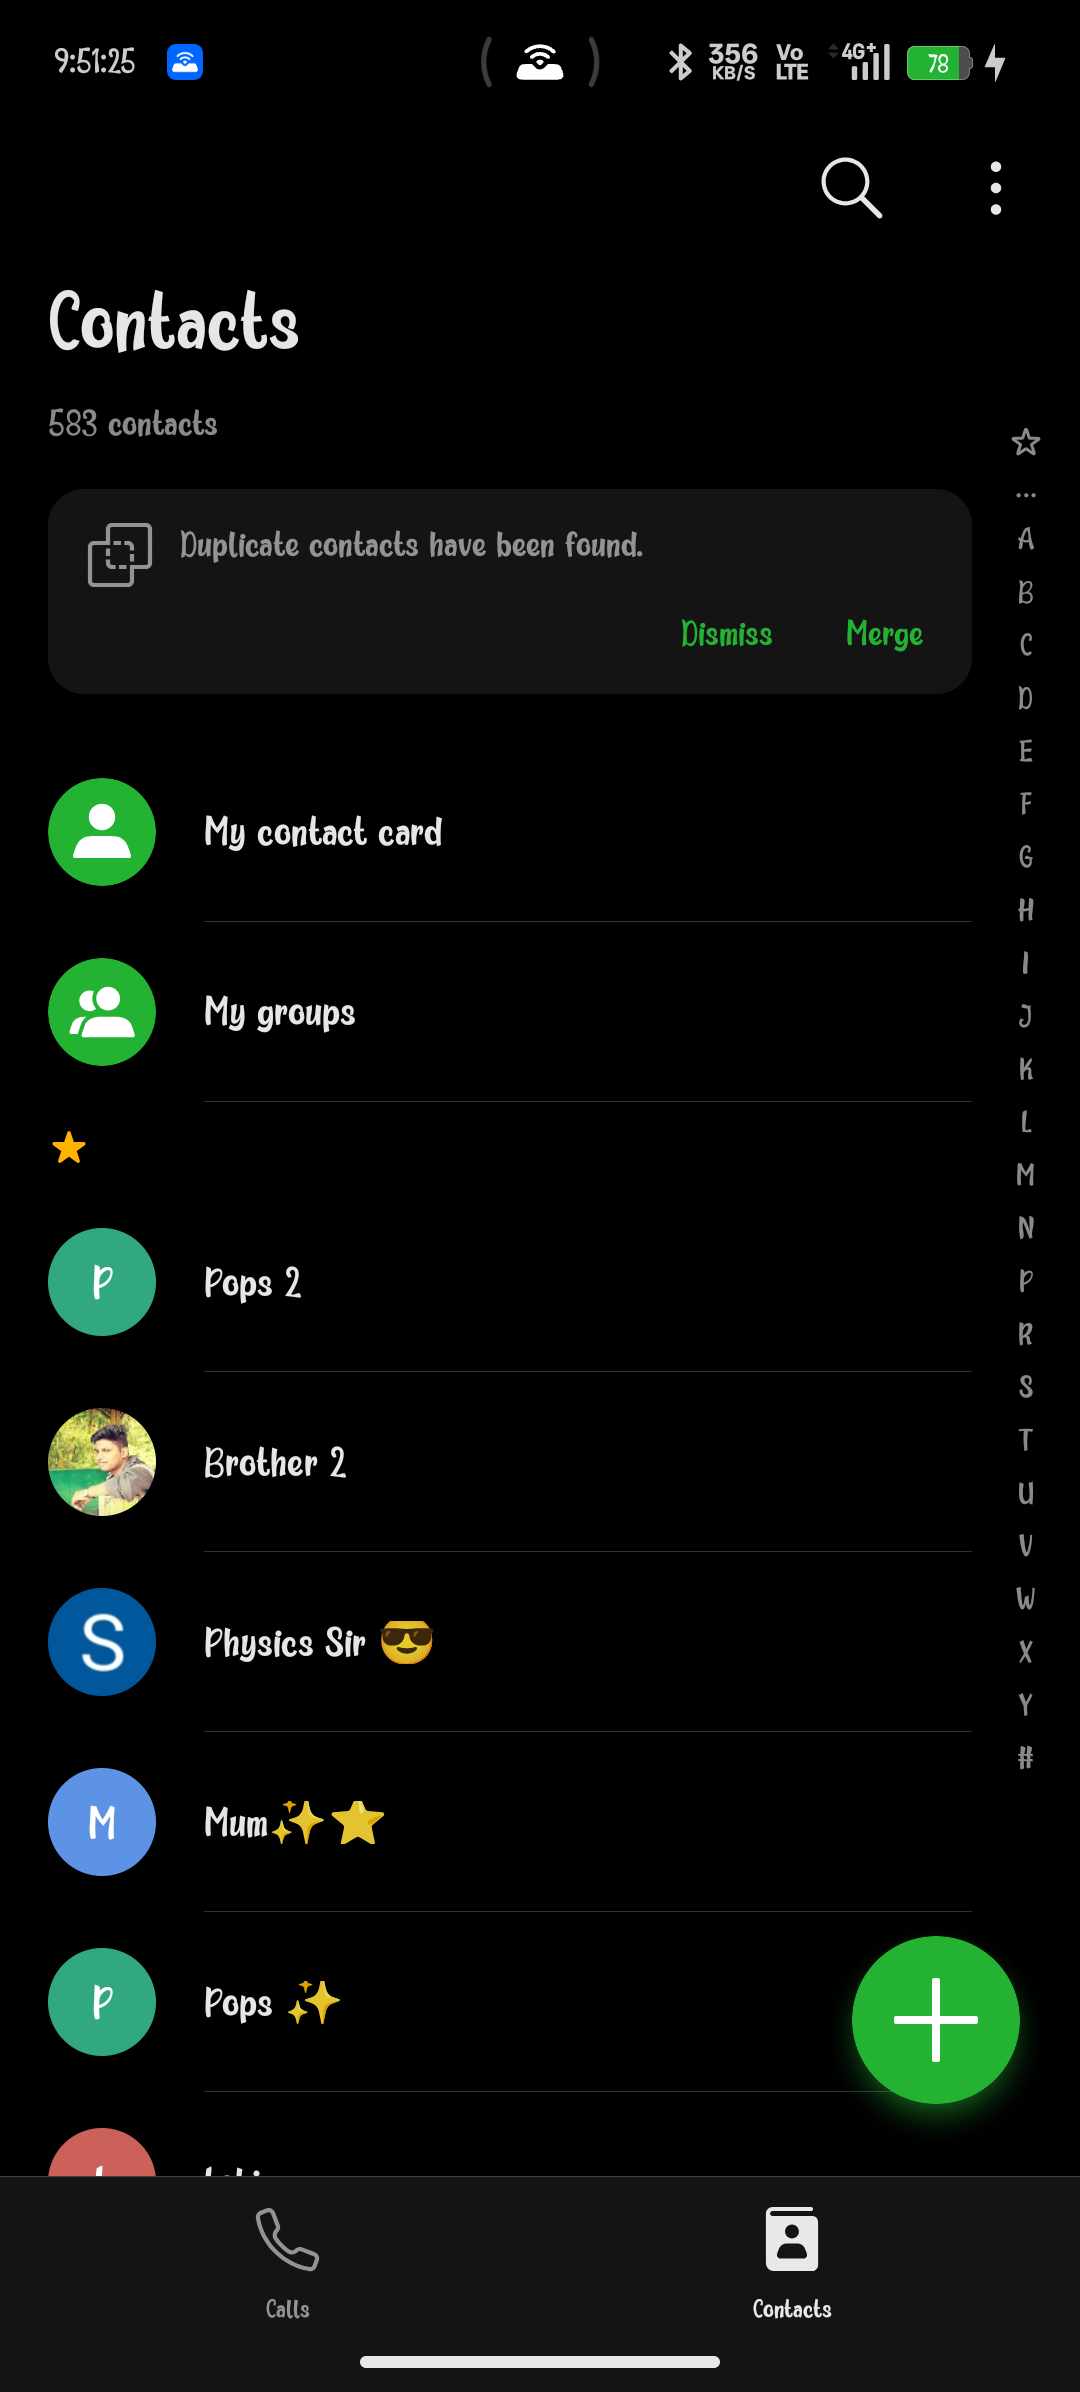 9:51:25
356 KB/S
Vo LTE
4G+
78
Contacts
583 contacts
Duplicate contacts have been found.
Dismiss Merge
My contact card
My groups
P Pops 2
Brother 2
S Physics Sir 😎
M Mum✨⭐
P Pops ✨
...
A
B
C
D
E
F
G
H
I
J
K
L
M
N
P
R
S
T
U
V
W
X
Y
#
Calls
Contacts